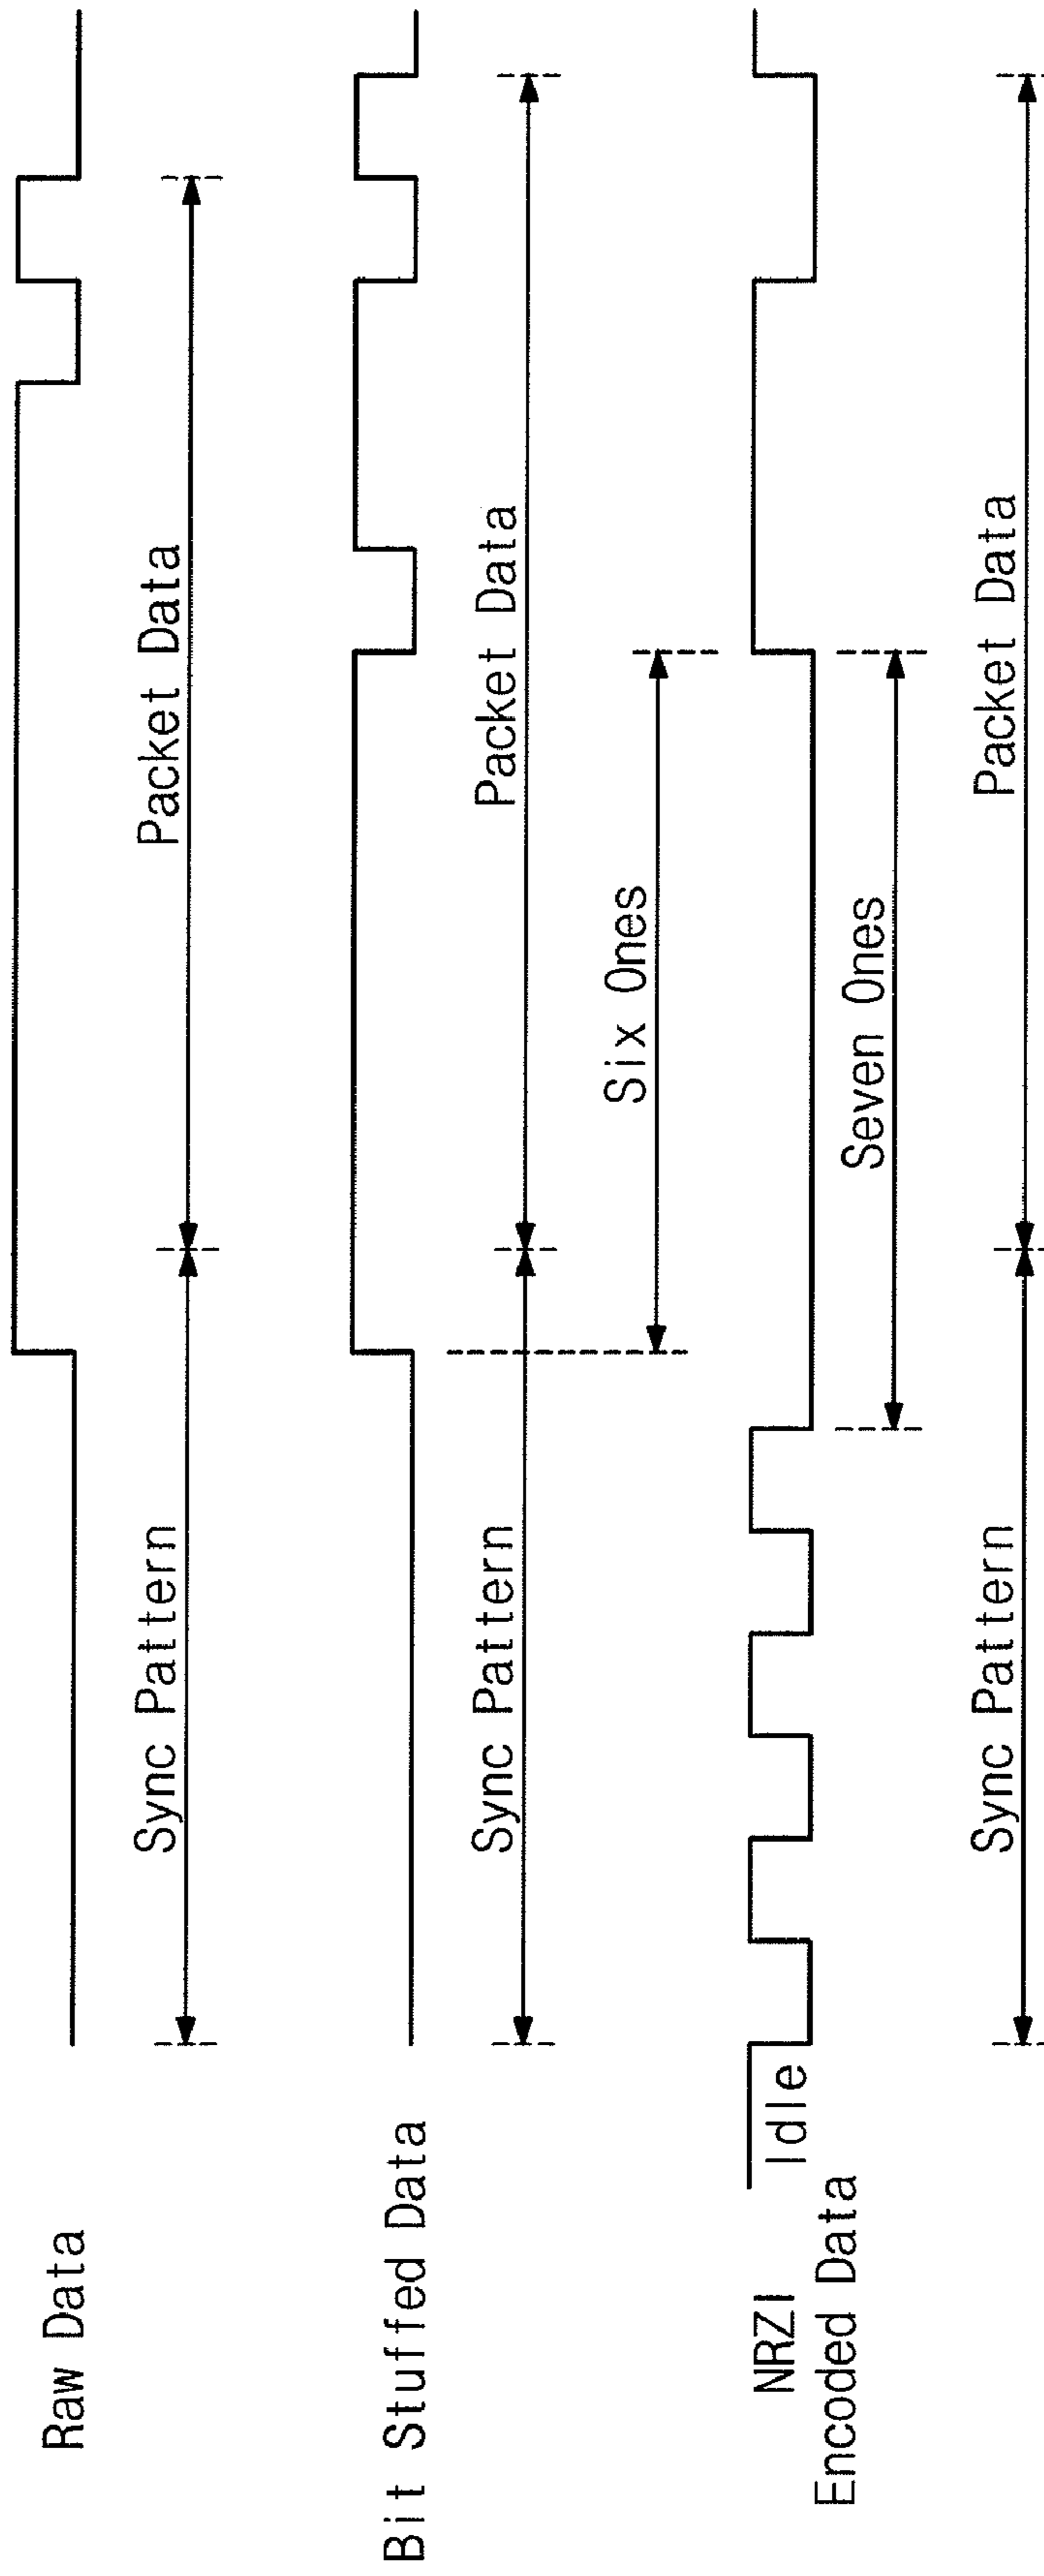 Raw Data
Sync Pattern
Packet Data
Bit Stuffed Data
Sync Pattern
Packet Data
Six Ones
Idle
NRZI
Encoded Data
Seven Ones
Sync Pattern
Packet Data